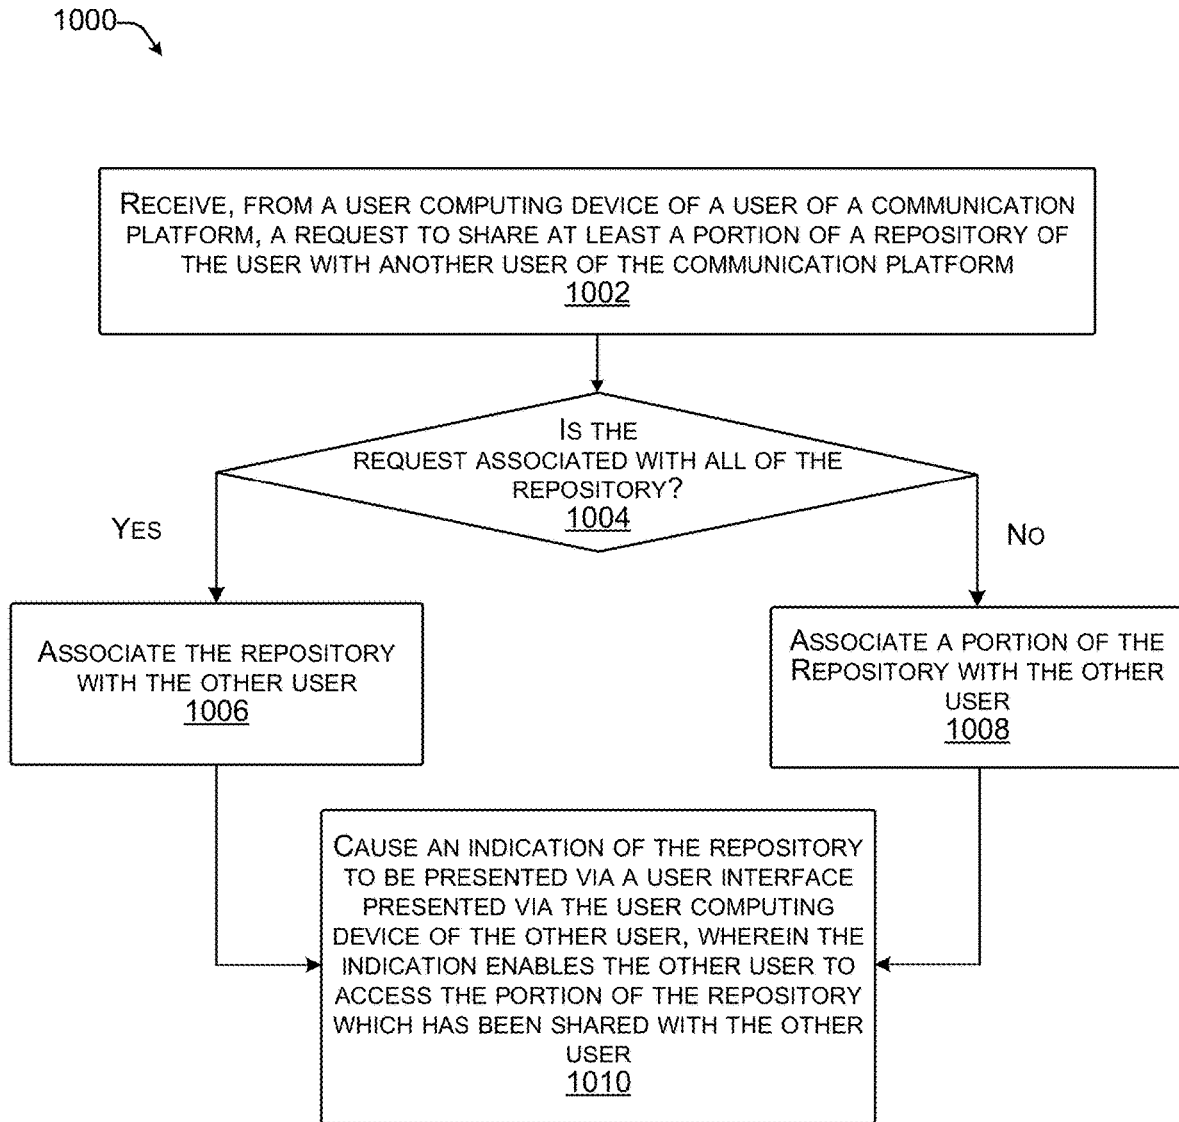 1000
RECEIVE, FROM A USER COMPUTING DEVICE OF A USER OF A COMMUNICATION
PLATFORM, A REQUEST TO SHARE AT LEAST A PORTION OF A REPOSITORY OF
THE USER WITH ANOTHER USER OF THE COMMUNICATION PLATFORM
1002
IS THE
REQUEST ASSOCIATED WITH ALL OF THE
REPOSITORY?
1004
YES
NO
ASSOCIATE THE REPOSITORY
WITH THE OTHER USER
1006
ASSOCIATE A PORTION OF THE
REPOSITORY WITH THE OTHER
USER
1008
CAUSE AN INDICATION OF THE REPOSITORY
TO BE PRESENTED VIA A USER INTERFACE
PRESENTED VIA THE USER COMPUTING
DEVICE OF THE OTHER USER, WHEREIN THE
INDICATION ENABLES THE OTHER USER TO
ACCESS THE PORTION OF THE REPOSITORY
WHICH HAS BEEN SHARED WITH THE OTHER
USER
1010